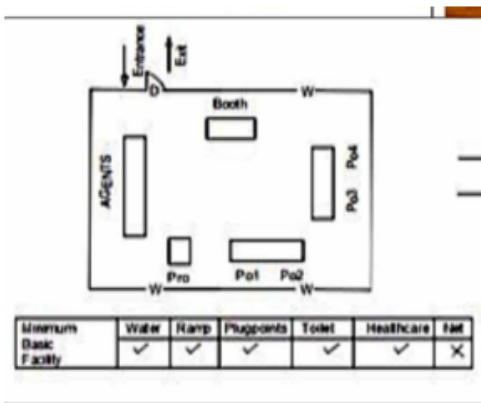 Entrance
Exit
D
W
Booth
AGENTS
Po4
Po3
Pro
Po1 Po2
W
W
Minimum Basic Facility
Water Ramp Plugpoints Toilet Healthcare Net
✓ ✓ ✓ ✓ ✓ ✗